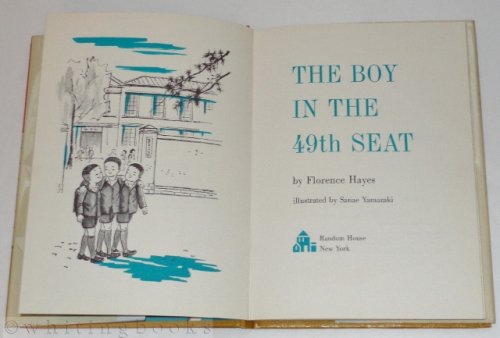 THE BOY
IN THE
49th SEAT
by Florence Hayes
illustrated by Sanae Yamazaki
Random House
New York
© whitingbooks